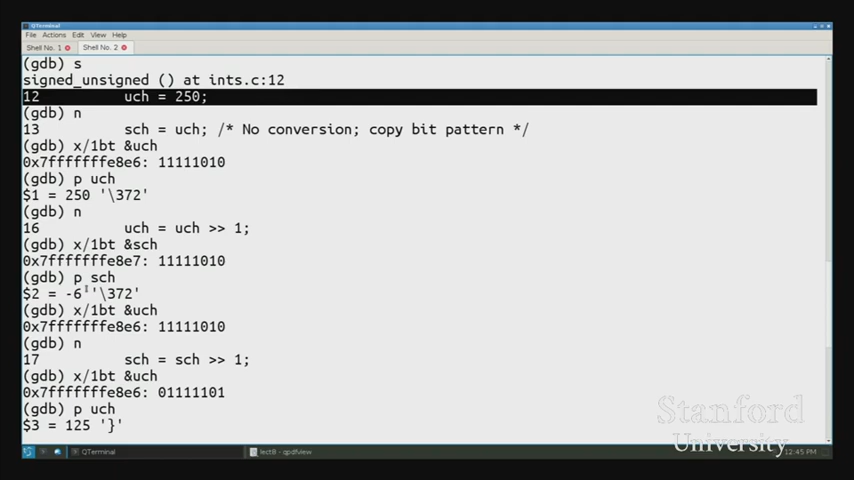 QTerminal
File Actions Edit View Help
Shell No. 1 Shell No. 2
(gdb) s
signed_unsigned () at ints.c:12
12 uch = 250;
(gdb) n
13 sch = uch; /* No conversion; copy bit pattern */
(gdb) x/1bt &uch
0x7fffffffe8e6: 11111010
(gdb) p uch
$1 = 250 '\372'
(gdb) n
16 uch = uch >> 1;
(gdb) x/1bt &sch
0x7fffffffe8e7: 11111010
(gdb) p sch
$2 = -6 '\372'
(gdb) x/1bt &uch
0x7fffffffe8e6: 11111010
(gdb) n
17 sch = sch >> 1;
(gdb) x/1bt &uch
0x7fffffffe8e6: 01111101
(gdb) p uch
$3 = 125 '}'
Stanford
University
QTerminal lect8 - qpdfview 12:45 PM